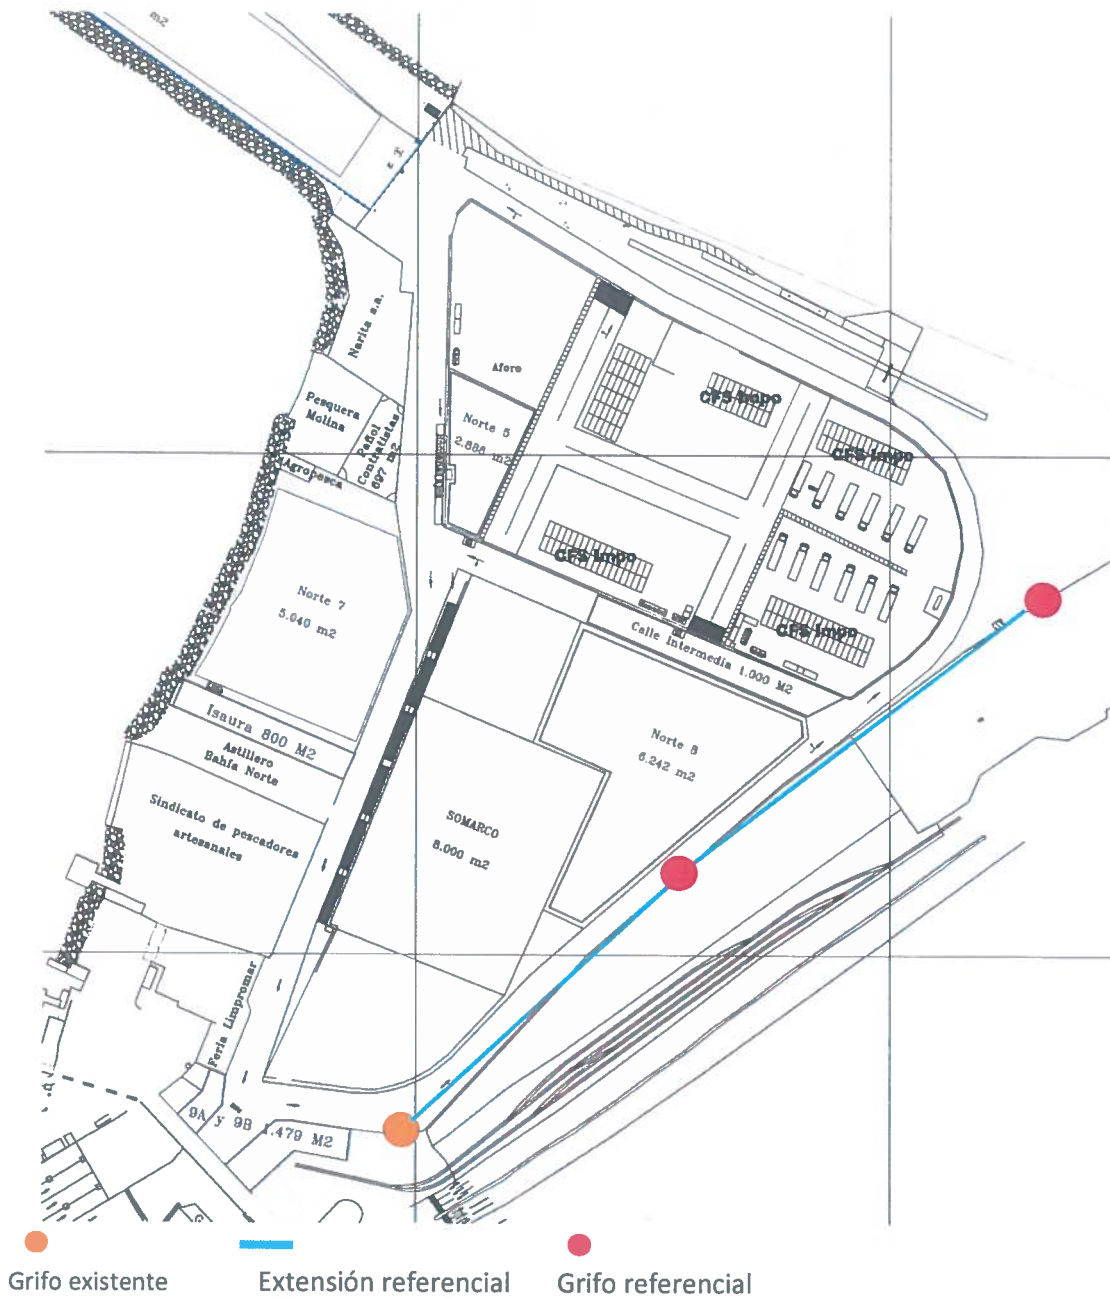 m2
Narita s.a.
Aforo
Pesquera
Molina
Pañol
Contratistas
697 m2
Norte 5
2.886 m2
CFS Impo
CFS Impo
Agropesca
CFS Impo
Norte 7
5.040 m2
CFS Impo
Calle Intermedia 1.000 M2
Isaura 800 M2
Astillero
Bahía Norte
Norte 8
6.242 m2
Sindicato de pescadores
artesanales
SOMARCO
8.000 m2
Feria Limpromar
9A y 9B 1.479 M2
Grifo existente
Extensión referencial
Grifo referencial